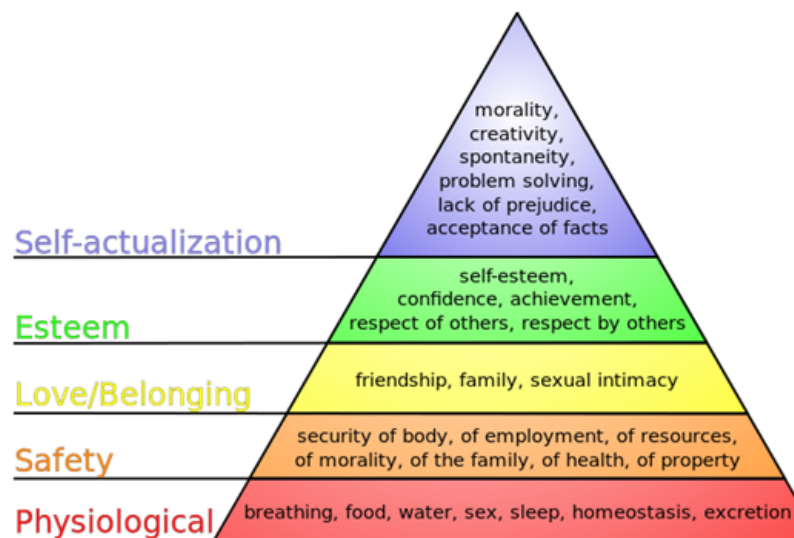 morality,
creativity,
spontaneity,
problem solving,
lack of prejudice,
acceptance of facts
Self-actualization
self-esteem,
confidence, achievement,
respect of others, respect by others
Esteem
friendship, family, sexual intimacy
Love/Belonging
security of body, of employment, of resources,
of morality, of the family, of health, of property
Safety
breathing, food, water, sex, sleep, homeostasis, excretion
Physiological